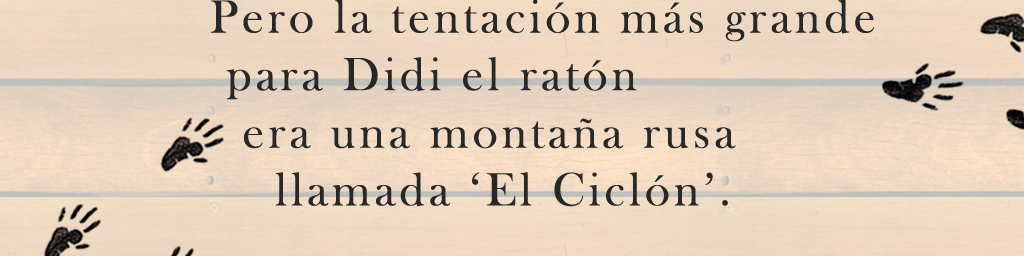 Pero la tentación más grande
para Didi el ratón
era una montaña rusa
llamada ‘El Ciclón’.